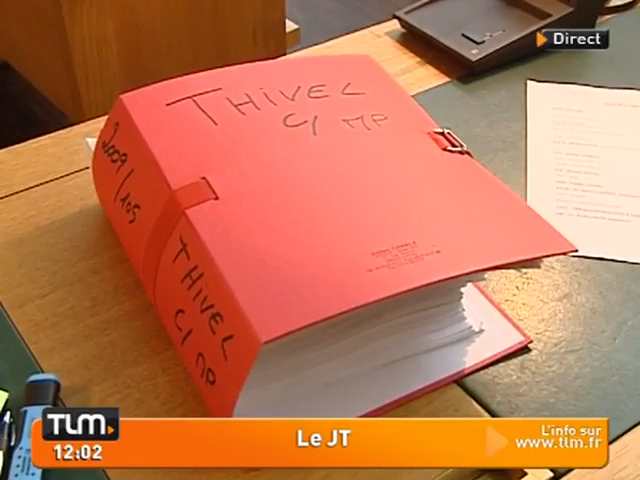 Direct
THIVEL
C/ MP
2009/105
THIVEL
C/ MP
TLM
12:02
Le JT
L'info sur
www.tlm.fr